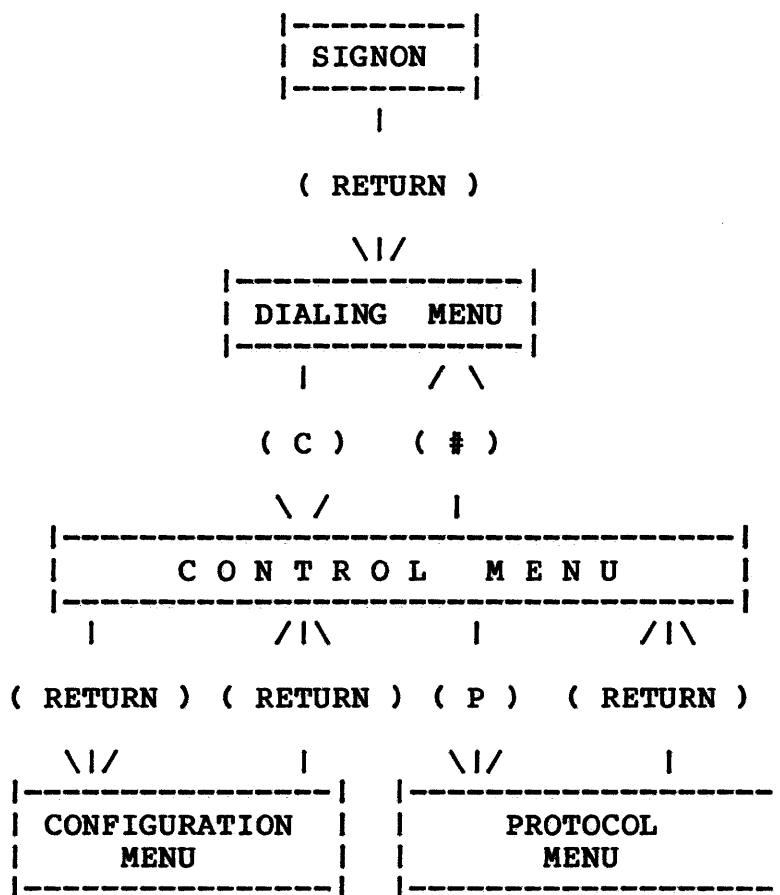 SIGNON
( RETURN )
DIALING MENU
( C ) ( # )
C O N T R O L M E N U
( RETURN ) ( RETURN ) ( P ) ( RETURN )
CONFIGURATION MENU
PROTOCOL MENU